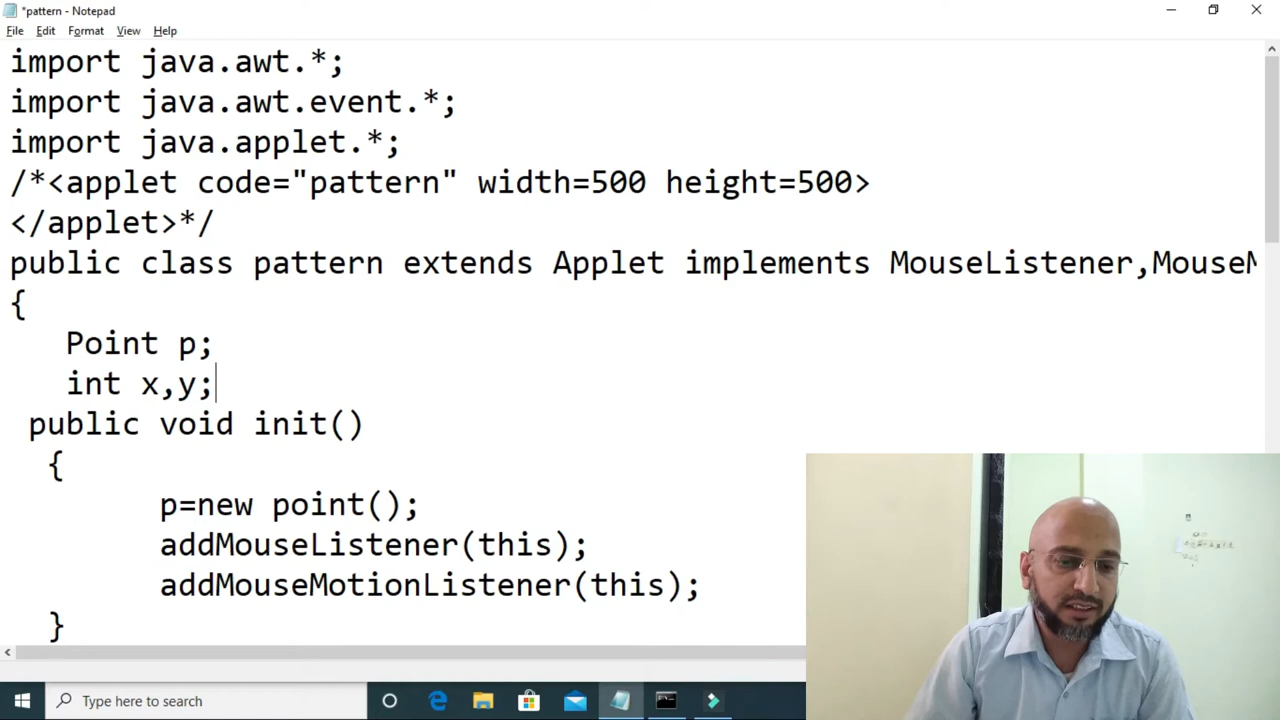 *pattern - Notepad
File Edit Format View Help
import java.awt.*;
import java.awt.event.*;
import java.applet.*;
/*<applet code="pattern" width=500 height=500>
</applet>*/
public class pattern extends Applet implements MouseListener,MouseM
{
Point p;
int x,y;
public void init()
{
p=new point();
addMouseListener(this);
addMouseMotionListener(this);
}
Type here to search